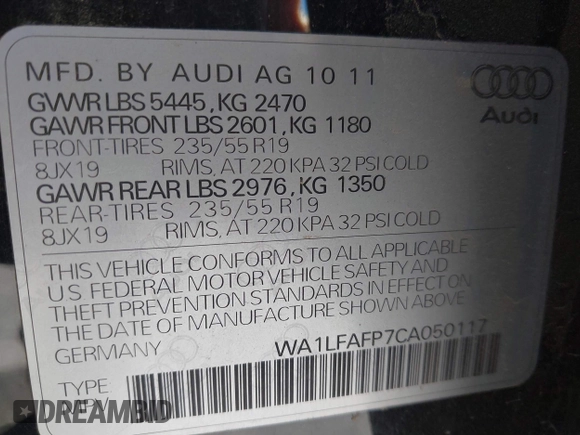 MFD. BY AUDI AG 10 11
GVWR LBS 5445, KG 2470
GAWR FRONT LBS 2601, KG 1180
FRONT-TIRES 235/55 R19
8JX19 RIMS, AT 220 KPA 32 PSI COLD
GAWR REAR LBS 2976, KG 1350
REAR-TIRES 235/55 R19
8JX19 RIMS, AT 220 KPA 32 PSI COLD
Audi
THIS VEHICLE CONFORMS TO ALL APPLICABLE
U.S. FEDERAL MOTOR VEHICLE SAFETY AND
THEFT PREVENTION STANDARDS IN EFFECT ON
THE DATE OF MANUFACTURE SHOWN ABOVE
GERMANY WA1LFAFP7CA050117
TYPE
DREAMBID